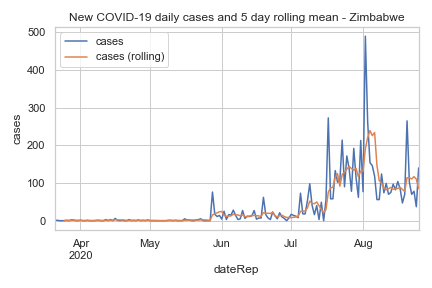 New COVID-19 daily cases and 5 day rolling mean - Zimbabwe
cases
cases (rolling)
500
400
300
200
100
0
cases
Apr May Jun Jul Aug
2020
dateRep